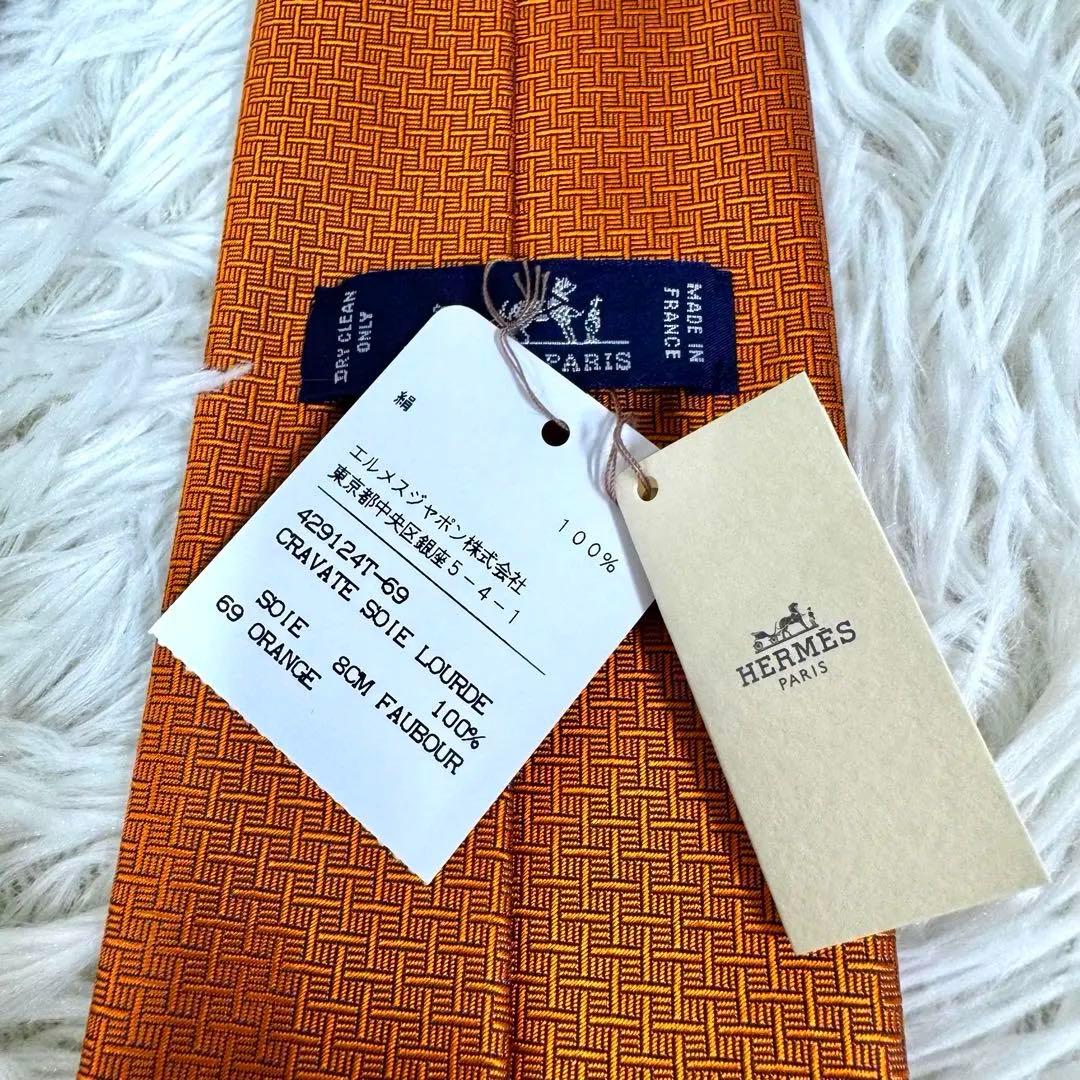 DRY CLEAN
ONLY
PARIS
MADE IN
FRANCE
絹 100%
エルメスジャポン株式会社
東京都中央区銀座5-4-1
429124T-69
CRAVATE SOIE LOURDE
SOIE 100%
8CM FAUBOUR
69 ORANGE
HERMÈS
PARIS